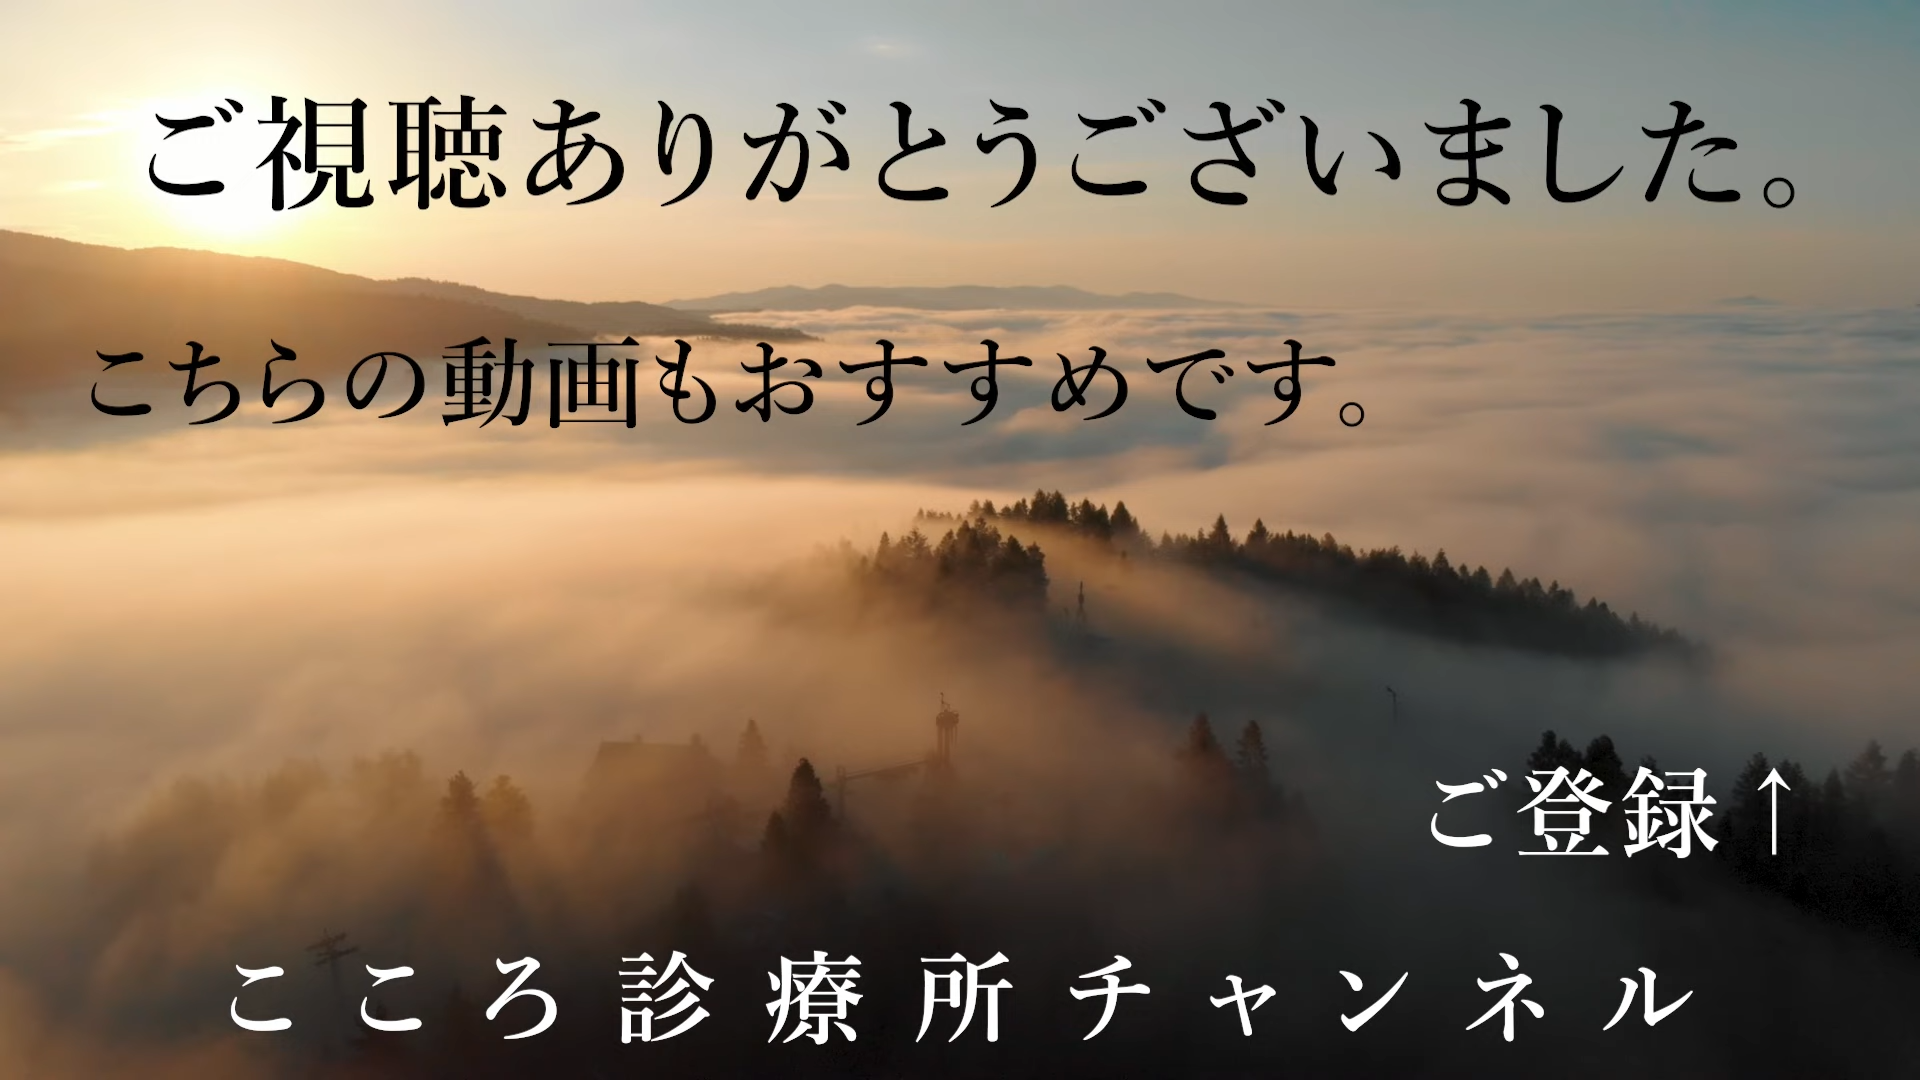 ご視聴ありがとうございました。
こちらの動画もおすすめです。
ご登録↑
こころ診療所チャンネル